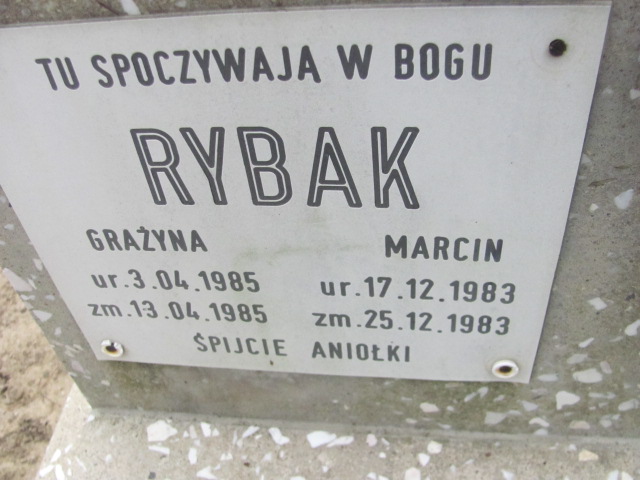 TU SPOCZYWAJA W BOGU
RYBAK
GRAŻYNA MARCIN
ur.3.04.1985 ur.17.12.1983
zm.13.04.1985 zm.25.12.1983
ŚPIJCIE ANIOŁKI